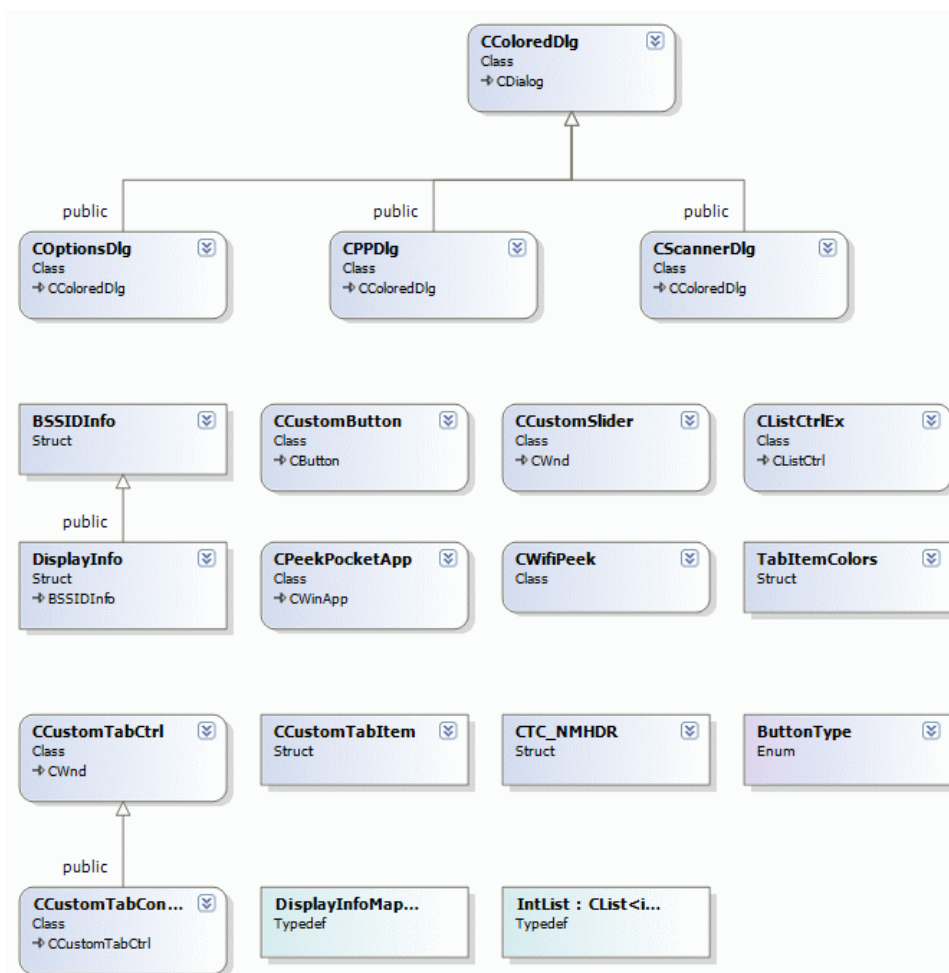 CColoredDlg
Class
CDialog
public
public
public
COptionsDlg
Class
CColoredDlg
CPPDlg
Class
CColoredDlg
CScannerDlg
Class
CColoredDlg
BSSIDInfo
Struct
CCustomButton
Class
CButton
CCustomSlider
Class
CWnd
CListCtrlEx
Class
CListCtrl
public
DisplayInfo
Struct
BSSIDInfo
CPeekPocketApp
Class
CWinApp
CWifiPeek
Class
TabItemColors
Struct
CCustomTabCtrl
Class
CWnd
CCustomTabItem
Struct
CTC_NMHDR
Struct
ButtonType
Enum
public
CCustomTabCon...
Class
CCustomTabCtrl
DisplayInfoMap...
Typedef
IntList : CList<i...
Typedef